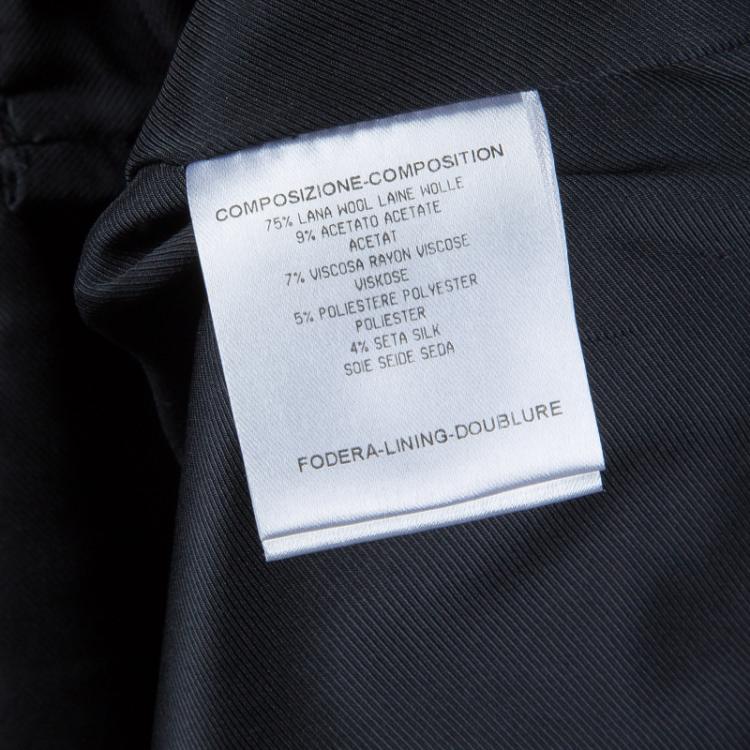 COMPOSIZIONE-COMPOSITION
75% LANA WOOL LAINE WOLLE
9% ACETATO ACETATE
ACETAT
7% VISCOSA RAYON VISCOSE
VISKOSE
5% POLIESTERE POLYESTER
POLIESTER
4% SETA SILK
SOIE SEIDE SEDA
FODERA-LINING-DOUBLURE